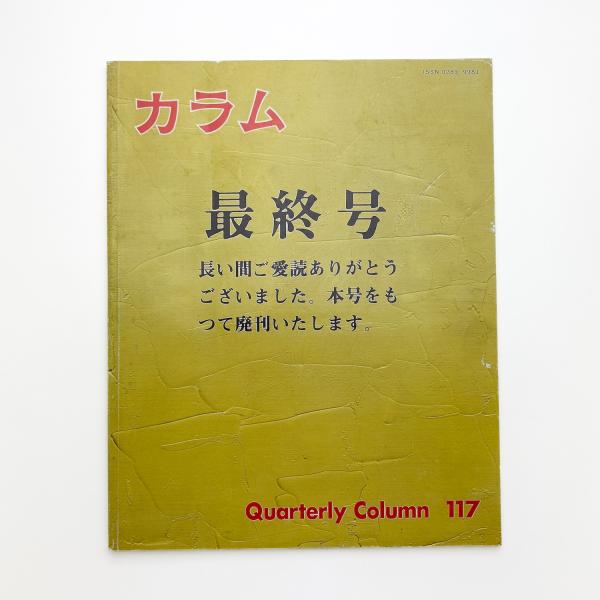 カラム
最終号
長い間ご愛読ありがとう
ございました。本号をも
つて廃刊いたします。
Quarterly Column 117